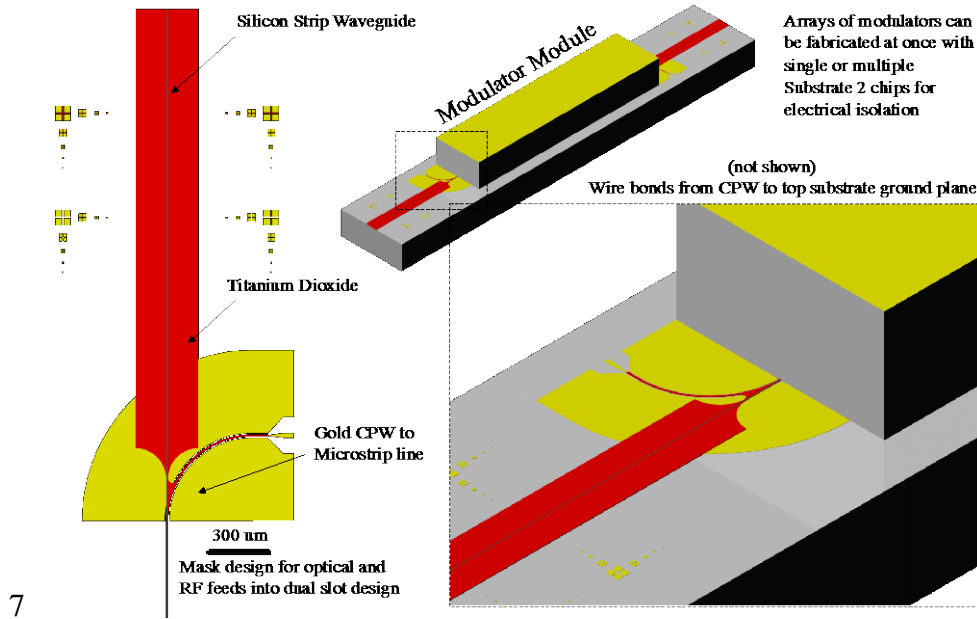 Silicon Strip Waveguide
Modulator Module
Arrays of modulators can
be fabricated at once with
single or multiple
Substrate 2 chips for
electrical isolation
(not shown)
Wire bonds from CPW to top substrate ground plane
Titanium Dioxide
Gold CPW to
Microstrip line
300 um
Mask design for optical and
RF feeds into dual slot design
7